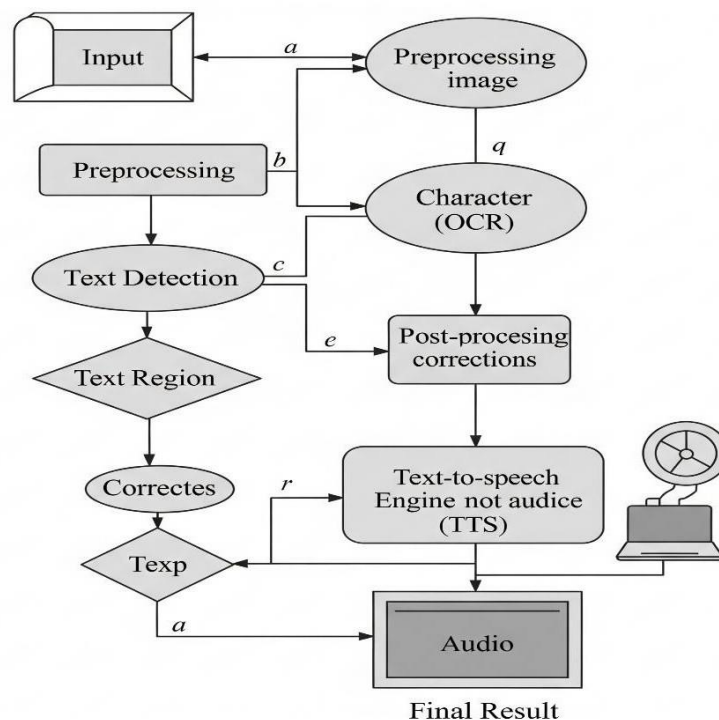 Input
a
Preprocessing
image
Preprocessing
b
q
Character
(OCR)
Text Detection
c
e
Post-procesing
corrections
Text Region
Correctes
r
Text-to-speech
Engine not audice
(TTS)
Texp
a
Audio
Final Result